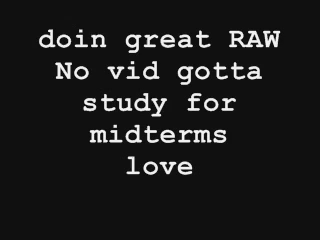 doin great RAW
No vid gotta
study for
midterms
love